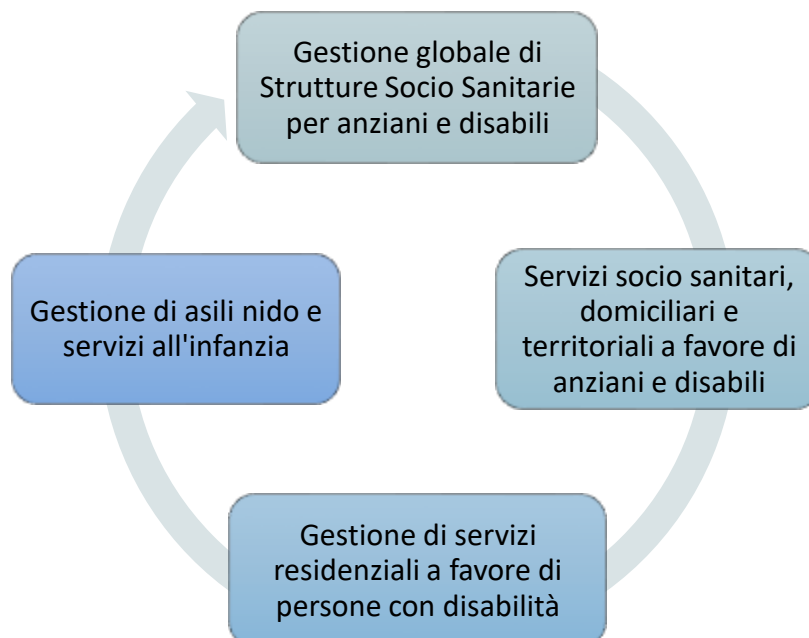 Gestione globale di
Strutture Socio Sanitarie
per anziani e disabili
Servizi socio sanitari,
domiciliari e
territoriali a favore di
anziani e disabili
Gestione di servizi
residenziali a favore di
persone con disabilità
Gestione di asili nido e
servizi all'infanzia